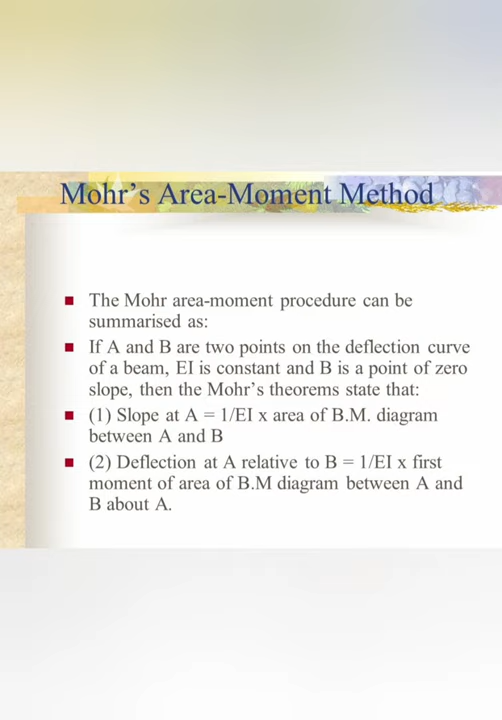 Mohr's Area-Moment Method
The Mohr area-moment procedure can be
summarised as:
If A and B are two points on the deflection curve
of a beam, EI is constant and B is a point of zero
slope, then the Mohr's theorems state that:
(1) Slope at A = 1/EI x area of B.M. diagram
between A and B
(2) Deflection at A relative to B = 1/EI x first
moment of area of B.M diagram between A and
B about A.